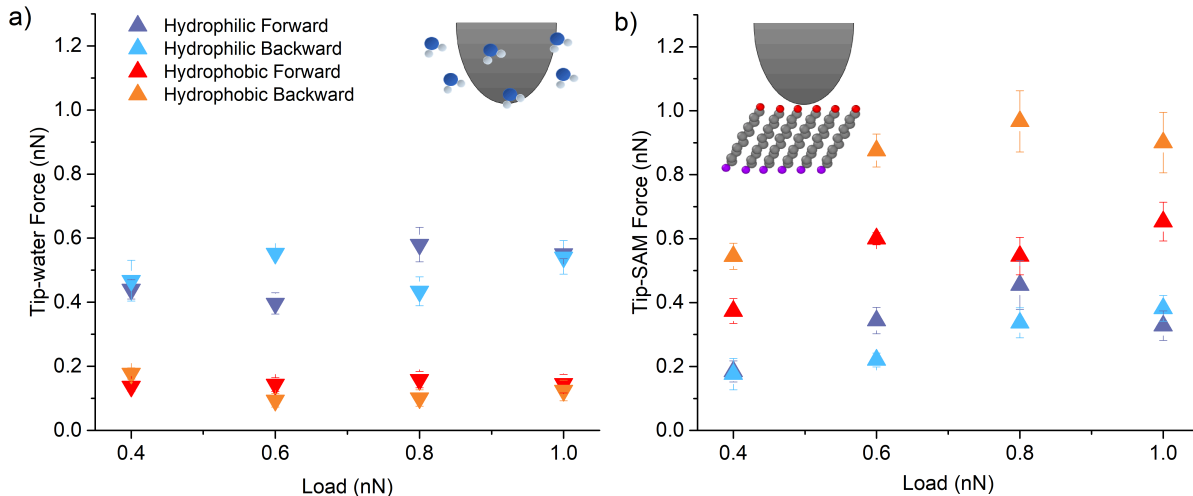 a)
Hydrophilic Forward
Hydrophilic Backward
Hydrophobic Forward
Hydrophobic Backward
Tip-water Force (nN)
1.2
1.0
0.8
0.6
0.4
0.2
0.0
0.4 0.6 0.8 1.0
Load (nN)
b)
Tip-SAM Force (nN)
1.2
1.0
0.8
0.6
0.4
0.2
0.0
0.4 0.6 0.8 1.0
Load (nN)